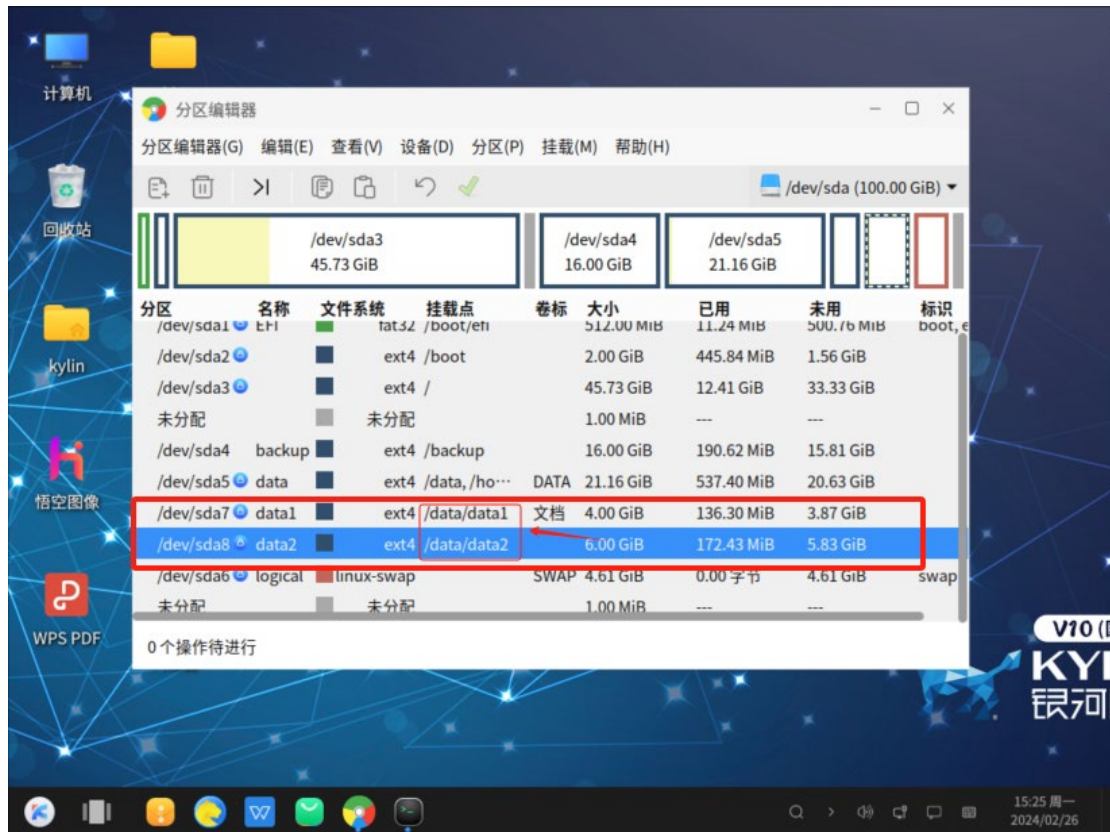 计算机
回收站
kylin
悟空图像
WPS PDF
分区编辑器
分区编辑器(G) 编辑(E) 查看(V) 设备(D) 分区(P) 挂载(M) 帮助(H)
/dev/sda (100.00 GiB)
/dev/sda3 /dev/sda4 /dev/sda5
45.73 GiB 16.00 GiB 21.16 GiB
分区 名称 文件系统 挂载点 卷标 大小 已用 未用 标识
/dev/sda1 EFI fat32 /boot/efi 512.00 MiB 11.24 MiB 500.76 MiB boot, e
/dev/sda2 ext4 /boot 2.00 GiB 445.84 MiB 1.56 GiB
/dev/sda3 ext4 / 45.73 GiB 12.41 GiB 33.33 GiB
未分配 未分配 1.00 MiB --- ---
/dev/sda4 backup ext4 /backup 16.00 GiB 190.62 MiB 15.81 GiB
/dev/sda5 data ext4 /data, /ho… DATA 21.16 GiB 537.40 MiB 20.63 GiB
/dev/sda7 data1 ext4 /data/data1 文档 4.00 GiB 136.30 MiB 3.87 GiB
/dev/sda8 data2 ext4 /data/data2 6.00 GiB 172.43 MiB 5.83 GiB
/dev/sda6 logical linux-swap SWAP 4.61 GiB 0.00 字节 4.61 GiB swap
未分配 未分配 1.00 MiB --- ---
0 个操作待进行
V10
KY
银河
15:25 周一
2024/02/26